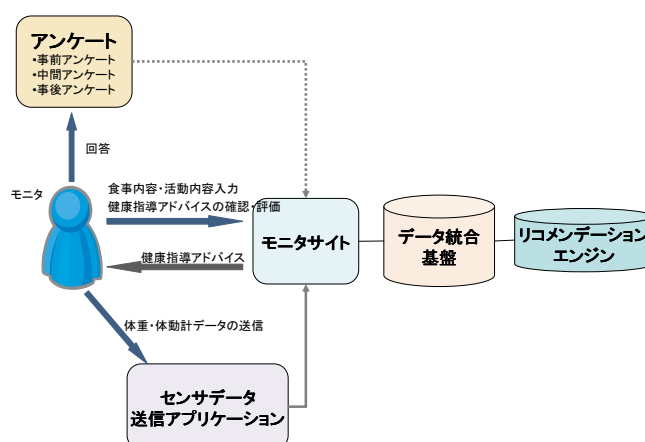 アンケート
・事前アンケート
・中間アンケート
・事後アンケート
回答
モニタ
食事内容・活動内容入力
健康指導アドバイスの確認・評価
健康指導アドバイス
モニタサイト
データ統合
基盤
リコメンデーション
エンジン
体重・体動計データの送信
センサデータ
送信アプリケーション